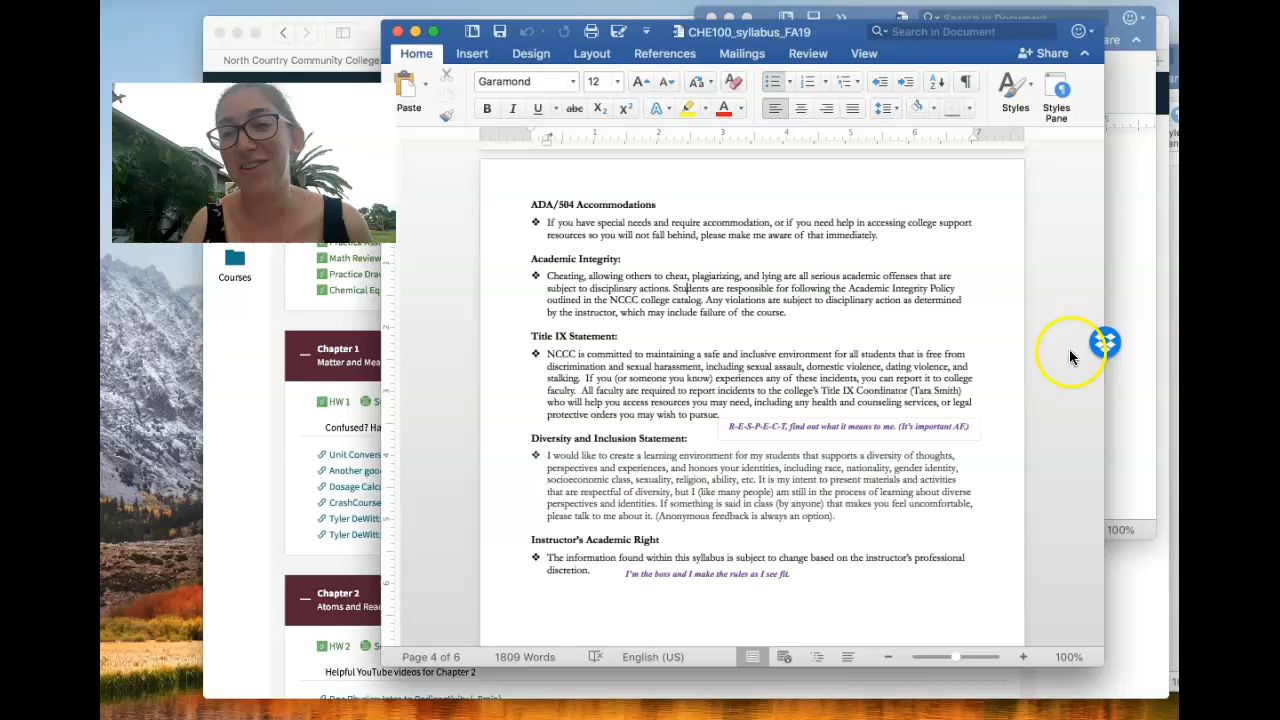 CHE100_syllabus_FA19
Search in Document
Search in Document
North Country Community College
Home Insert Design Layout References Mailings Review View Share
Garamond 12
Paste
Styles Styles Pane
ADA/504 Accommodations
❖ If you have special needs and require accommodation, or if you need help in accessing college support
resources so you will not fall behind, please make me aware of that immediately.
Academic Integrity:
❖ Cheating, allowing others to cheat, plagiarizing, and lying are all serious academic offenses that are
subject to disciplinary actions. Students are responsible for following the Academic Integrity Policy
outlined in the NCCC college catalog. Any violations are subject to disciplinary action as determined
by the instructor, which may include failure of the course.
Title IX Statement:
❖ NCCC is committed to maintaining a safe and inclusive environment for all students that is free from
discrimination and sexual harassment, including sexual assault, domestic violence, dating violence, and
stalking. If you (or someone you know) experiences any of these incidents, you can report it to college
faculty. All faculty are required to report incidents to the college's Title IX Coordinator (Tara Smith)
who will help you access resources you may need, including any health and counseling services, or legal
protective orders you may wish to pursue.
R-E-S-P-E-C-T, find out what it means to me. (It's important AF.)
Diversity and Inclusion Statement:
❖ I would like to create a learning environment for my students that supports a diversity of thoughts,
perspectives and experiences, and honors your identities, including race, nationality, gender identity,
socioeconomic class, sexuality, religion, ability, etc. It is my intent to present materials and activities
that are respectful of diversity, but I (like many people) am still in the process of learning about diverse
perspectives and identities. If something is said in class (by anyone) that makes you feel uncomfortable,
please talk to me about it. (Anonymous feedback is always an option).
Instructor's Academic Right
❖ The information found within this syllabus is subject to change based on the instructor's professional
discretion.
I'm the boss and I make the rules as I see fit.
Page 4 of 6 1809 Words English (US) 100%
100%
Courses
Math Review
Practice Draw
Chemical Eq
Chapter 1
Matter and Mea
HW 1
Confused? Ha
Unit Convers
Another good
Dosage Calc
CrashCourse
Tyler DeWitt
Tyler DeWitt
Chapter 2
Atoms and Read
HW 2
Helpful YouTube videos for Chapter 2